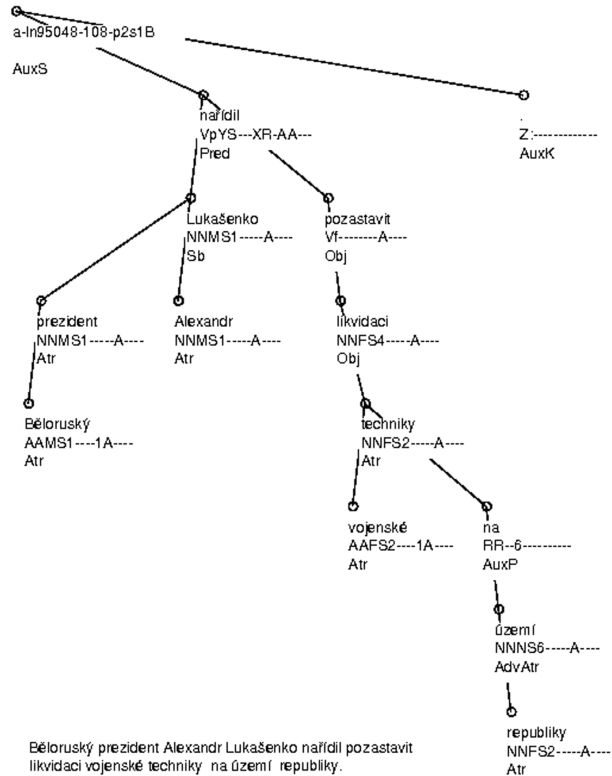 a-ln95048-108-p2s1B
AuxS
nařídil
VpYS---XR-AA---
Pred
.
Z:-------------
AuxK
Lukašenko
NNMS1-----A----
Sb
pozastavit
Vf--------A----
Obj
prezident
NNMS1-----A----
Atr
Alexandr
NNMS1-----A----
Atr
likvidaci
NNFS4-----A----
Obj
Běloruský
AAMS1----1A----
Atr
techniky
NNFS2-----A----
Atr
vojenské
AAFS2----1A----
Atr
na
RR--6----------
AuxP
území
NNNS6-----A----
AdvAtr
republiky
NNFS2-----A----
Atr
Běloruský prezident Alexandr Lukašenko nařídil pozastavit
likvidaci vojenské techniky na území republiky.